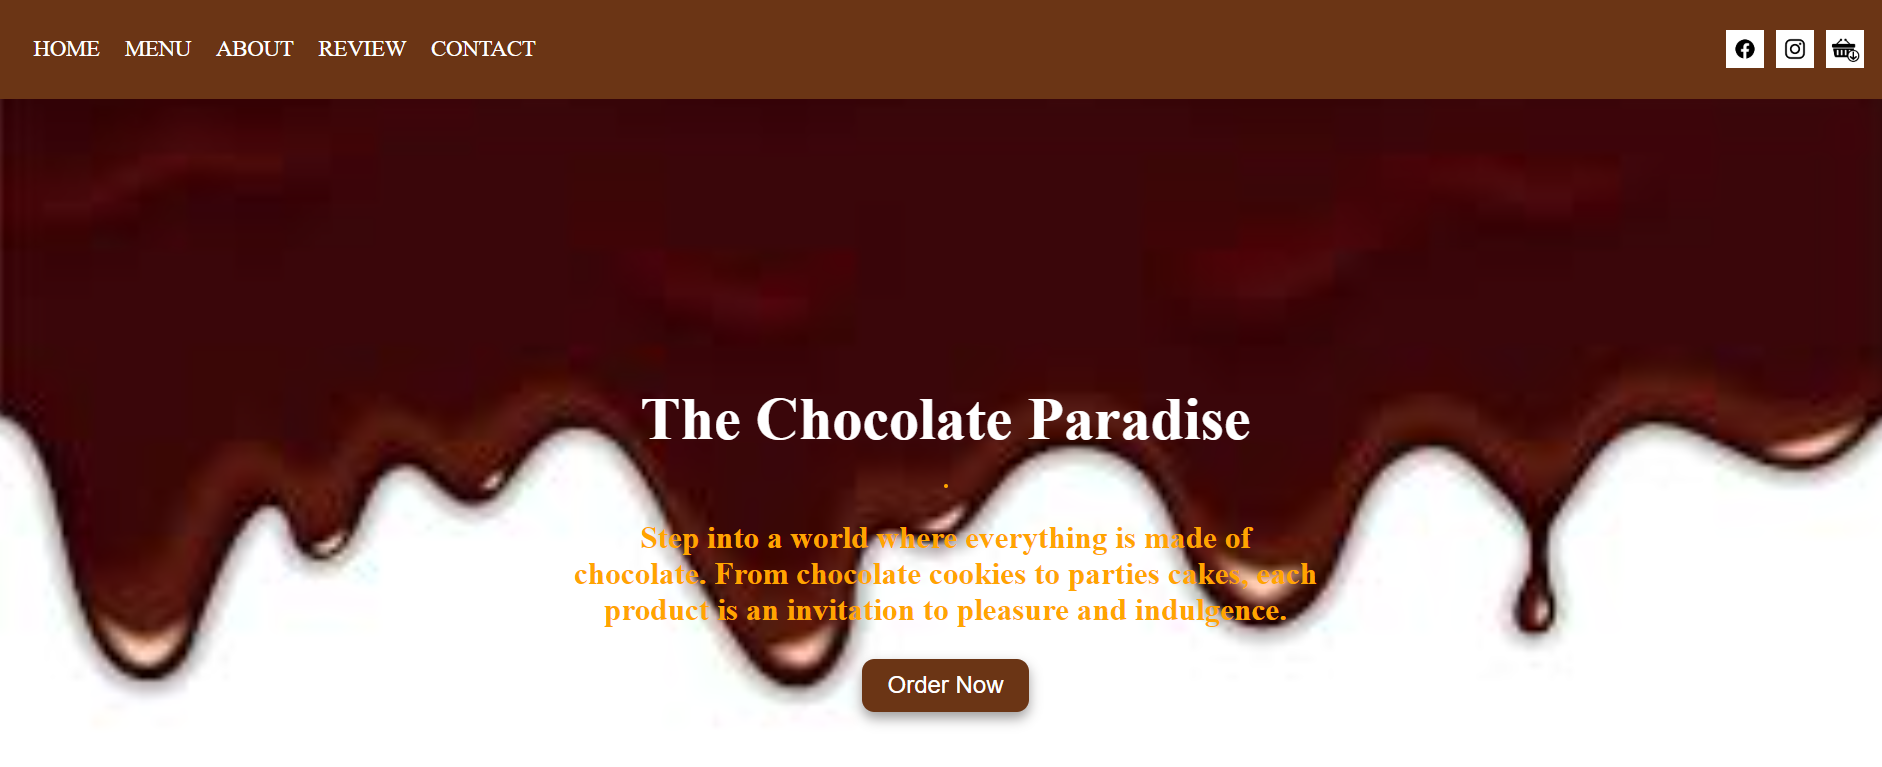 HOME MENU ABOUT REVIEW CONTACT
The Chocolate Paradise
.
Step into a world where everything is made of
chocolate. From chocolate cookies to parties cakes, each
product is an invitation to pleasure and indulgence.
Order Now